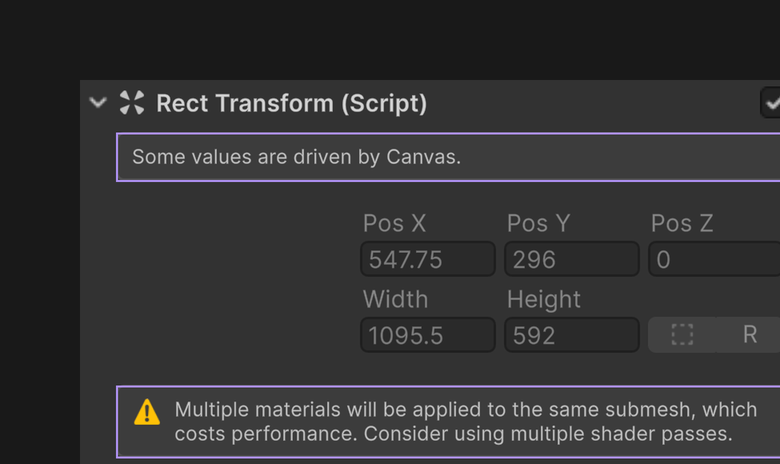 Rect Transform (Script)
Some values are driven by Canvas.
Pos X Pos Y Pos Z
547.75 296 0
Width Height
1095.5 592 R
Multiple materials will be applied to the same submesh, which
costs performance. Consider using multiple shader passes.